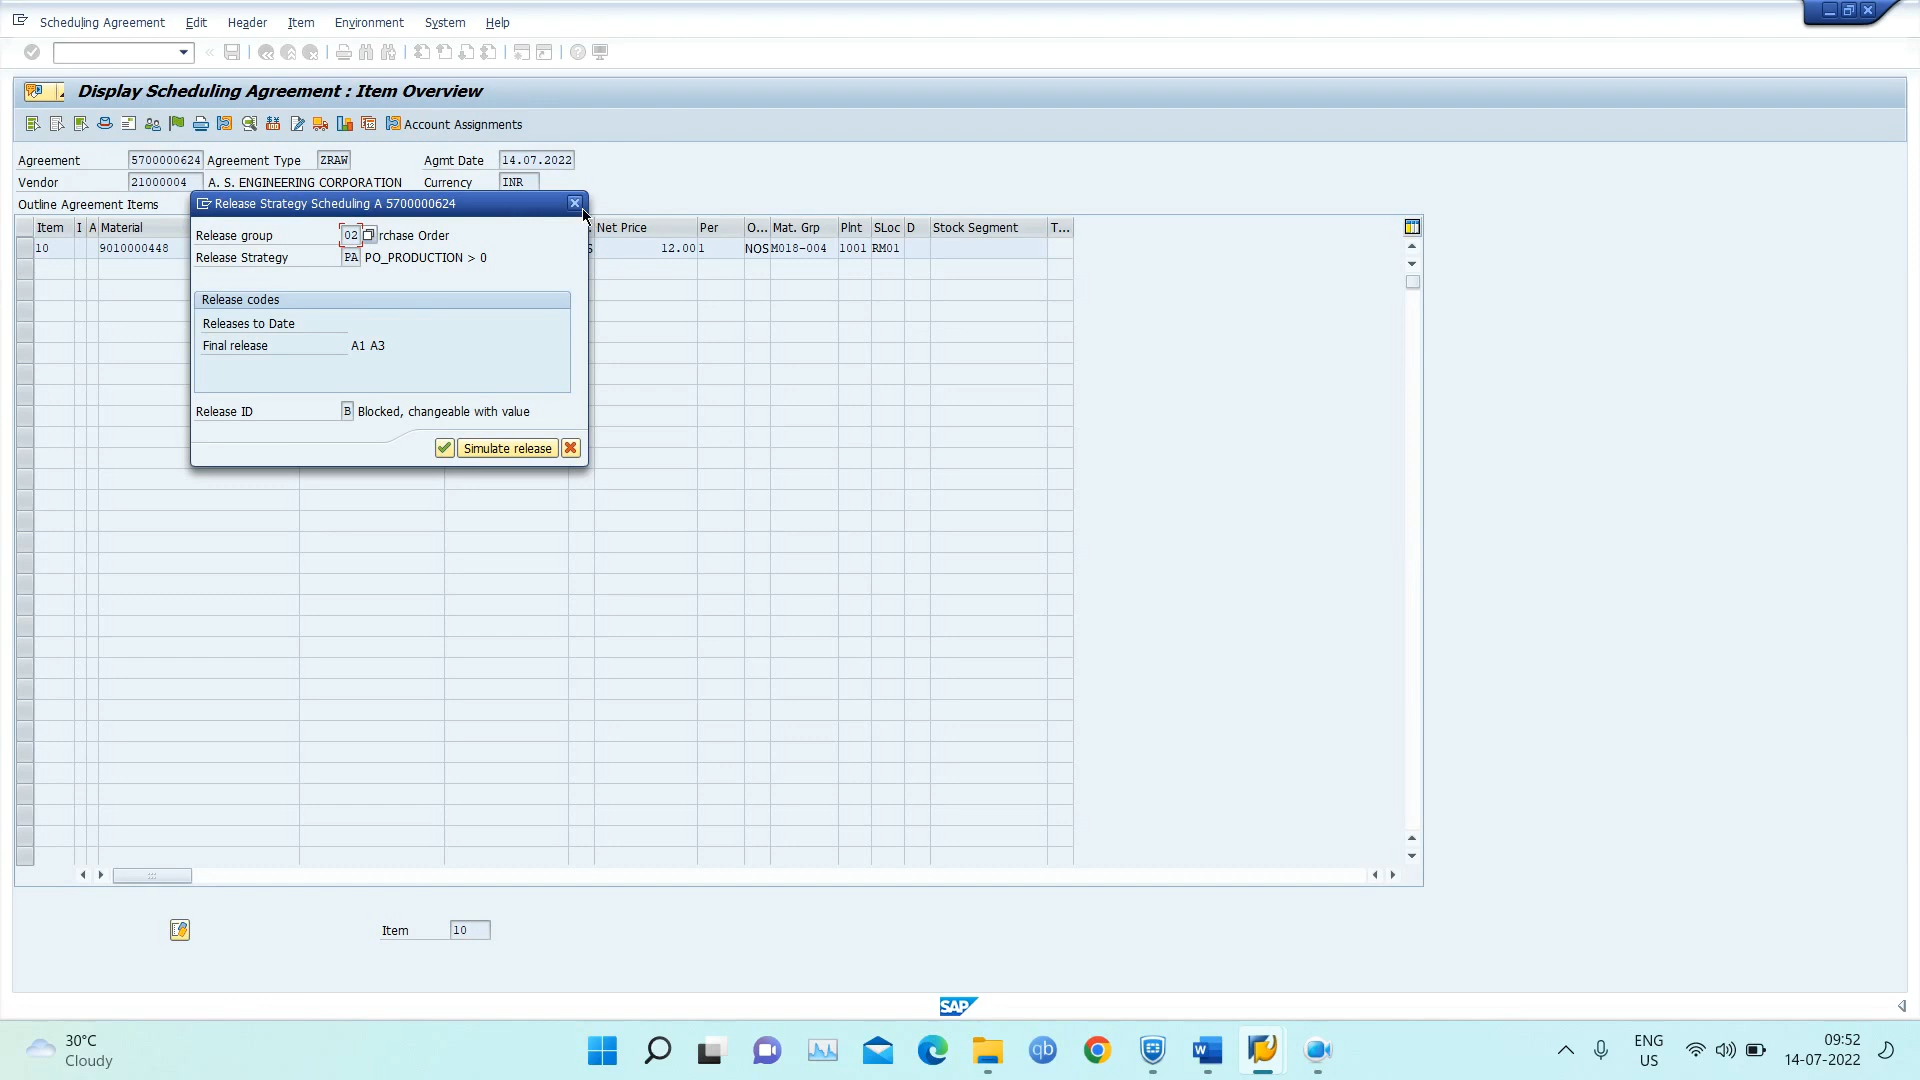 Scheduling Agreement Edit Header Item Environment System Help
Display Scheduling Agreement : Item Overview
Account Assignments
Agreement 5700000624 Agreement Type ZRAW Agmt Date 14.07.2022
Vendor 21000004 A. S. ENGINEERING CORPORATION Currency INR
Outline Agreement Items
Release Strategy Scheduling A 5700000624
Item I A Material Net Price Per O... Mat. Grp Plnt SLoc D Stock Segment T...
10 9010000448 12.00 1 NOS M018-004 1001 RM01
Release group 02 rchase Order
Release Strategy PA PO_PRODUCTION > 0
Release codes
Releases to Date
Final release A1 A3
Release ID B Blocked, changeable with value
Simulate release
Item 10
SAP
30°C
Cloudy
qb
W
ENG
US
09:52
14-07-2022